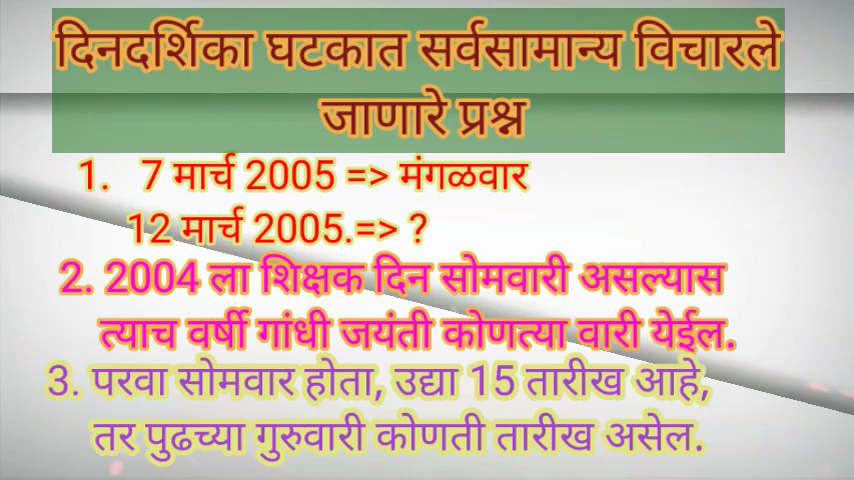 दिनदर्शिका घटकात सर्वसामान्य विचारले
जाणारे प्रश्न
1. 7 मार्च 2005 => मंगळवार
12 मार्च 2005.=> ?
2. 2004 ला शिक्षक दिन सोमवारी असल्यास
त्याच वर्षी गांधी जयंती कोणत्या वारी येईल.
3. परवा सोमवार होता, उद्या 15 तारीख आहे,
तर पुढच्या गुरुवारी कोणती तारीख असेल.